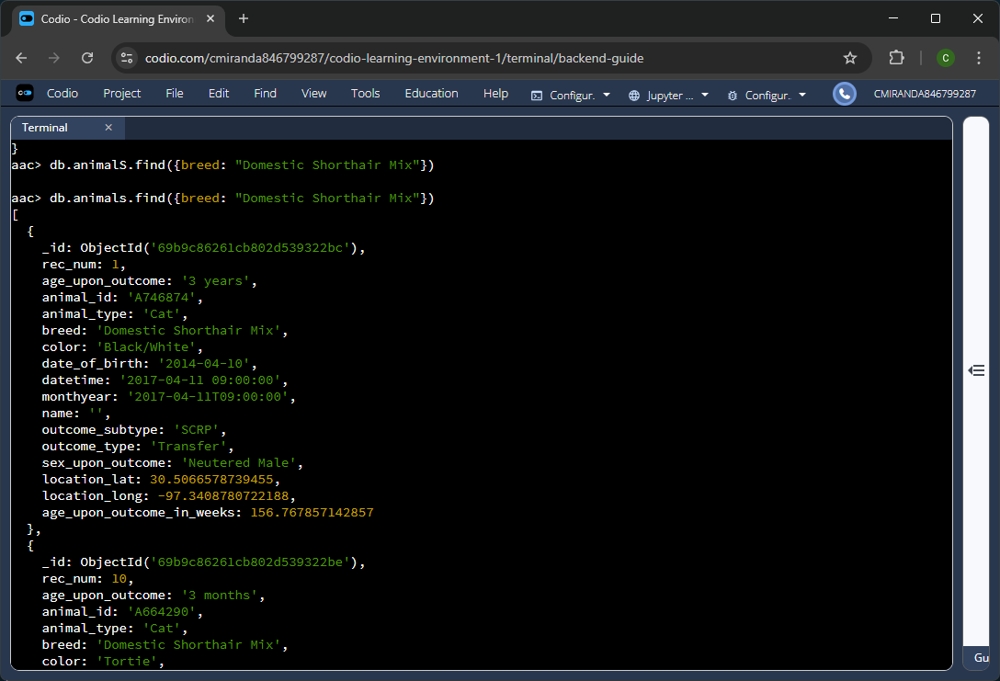 Codio - Codio Learning Environ
codio.com/cmiranda846799287/codio-learning-environment-1/terminal/backend-guide
C
Codio Project File Edit Find View Tools Education Help Configur. Jupyter ... Configur.. CMIRANDA846799287
Terminal
}
aac> db.animalS.find({breed: "Domestic Shorthair Mix"})
aac> db.animals.find({breed: "Domestic Shorthair Mix"})
[
{
_id: ObjectId('69b9c86261cb802d539322bc'),
rec_num: 1,
age_upon_outcome: '3 years',
animal_id: 'A746874',
animal_type: 'Cat',
breed: 'Domestic Shorthair Mix',
color: 'Black/White',
date_of_birth: '2014-04-10',
datetime: '2017-04-11 09:00:00',
monthyear: '2017-04-11T09:00:00',
name: '',
outcome_subtype: 'SCRP',
outcome_type: 'Transfer',
sex_upon_outcome: 'Neutered Male',
location_lat: 30.5066578739455,
location_long: -97.3408780722188,
age_upon_outcome_in_weeks: 156.767857142857
},
{
_id: ObjectId('69b9c86261cb802d539322be'),
rec_num: 10,
age_upon_outcome: '3 months',
animal_id: 'A664290',
animal_type: 'Cat',
breed: 'Domestic Shorthair Mix',
color: 'Tortie',
Gu